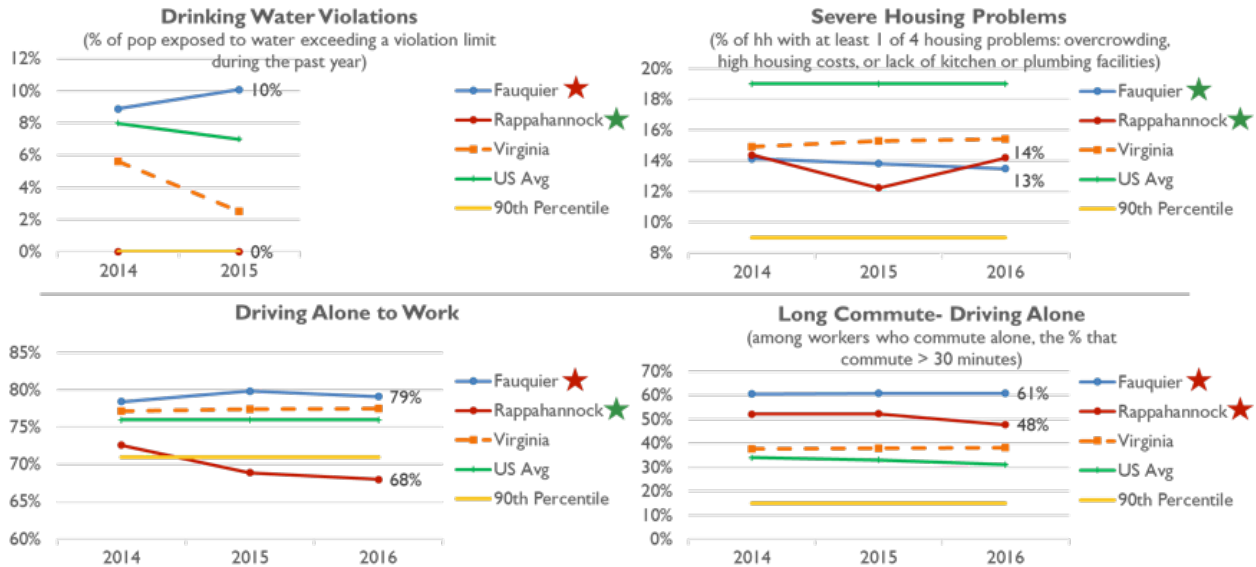 Drinking Water Violations
(% of pop exposed to water exceeding a violation limit
during the past year)
12%
10%
8%
6%
4%
2%
0%
10%
0%
2014
2015
Fauquier
Rappahannock
Virginia
US Avg
90th Percentile
Severe Housing Problems
(% of hh with at least 1 of 4 housing problems: overcrowding,
high housing costs, or lack of kitchen or plumbing facilities)
20%
18%
16%
14%
12%
10%
8%
14%
13%
2014
2015
2016
Fauquier
Rappahannock
Virginia
US Avg
90th Percentile
Driving Alone to Work
85%
80%
75%
70%
65%
60%
79%
68%
2014
2015
2016
Fauquier
Rappahannock
Virginia
US Avg
90th Percentile
Long Commute- Driving Alone
(among workers who commute alone, the % that
commute > 30 minutes)
70%
60%
50%
40%
30%
20%
10%
0%
61%
48%
2014
2015
2016
Fauquier
Rappahannock
Virginia
US Avg
90th Percentile